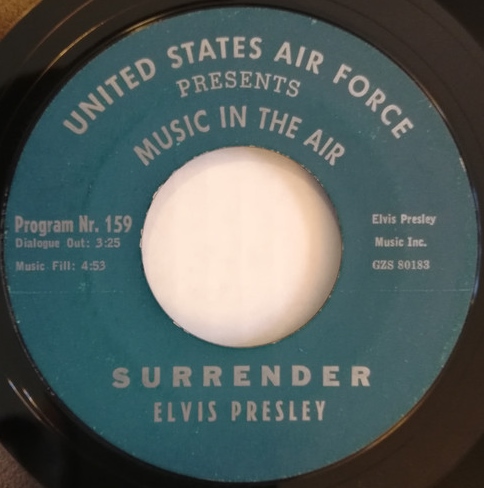 UNITED STATES AIR FORCE
PRESENTS
MUSIC IN THE AIR
Program Nr. 159
Dialogue Out: 3:25
Music Fill: 4:53
Elvis Presley
Music Inc.
GZS 80183
SURRENDER
ELVIS PRESLEY